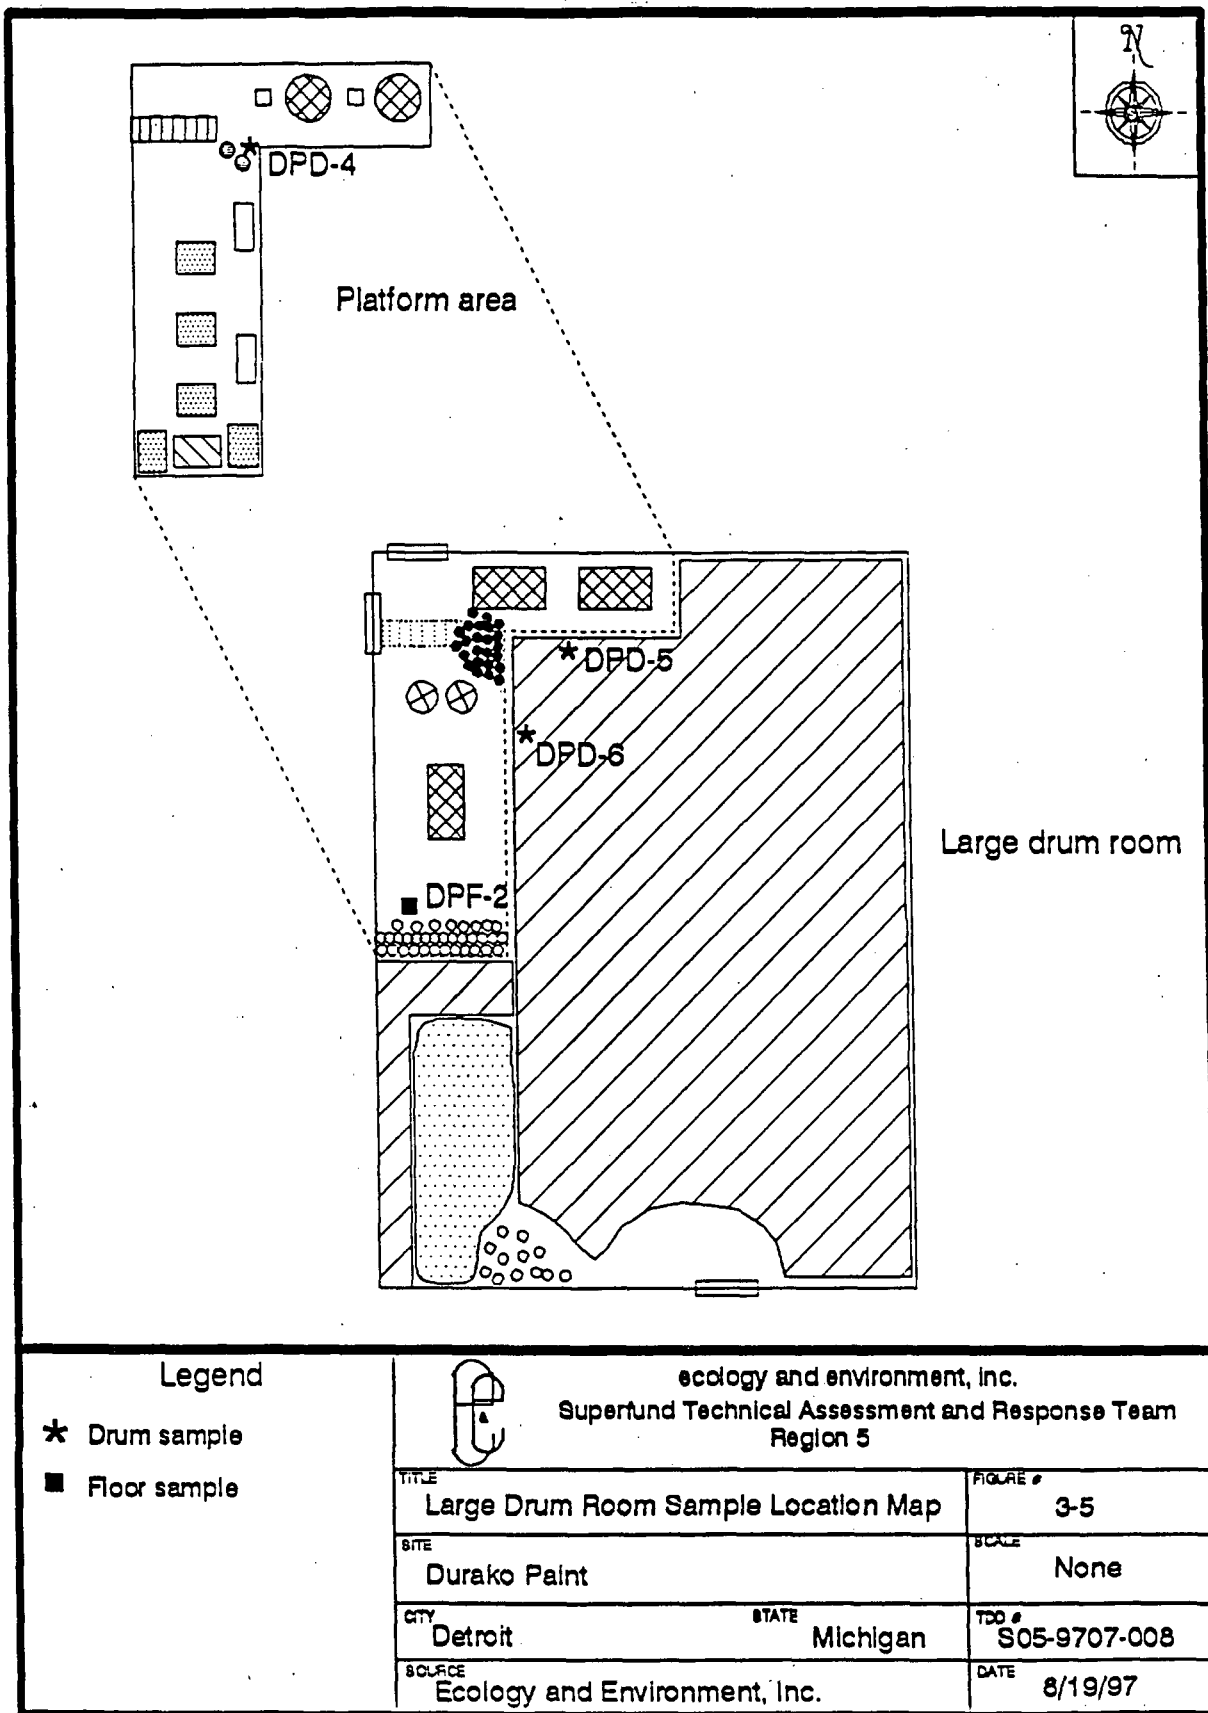 N
DPD-4
Platform area
DPD-5
DPD-6
Large drum room
DPF-2
Legend
Drum sample
Floor sample
ecology and environment, inc.
Superfund Technical Assessment and Response Team
Region 5
TITLE
Large Drum Room Sample Location Map
FIGURE #
3-5
SITE
Durako Paint
SCALE
None
CITY
Detroit
STATE
Michigan
TDD #
S05-9707-008
SOURCE
Ecology and Environment, Inc.
DATE
8/19/97